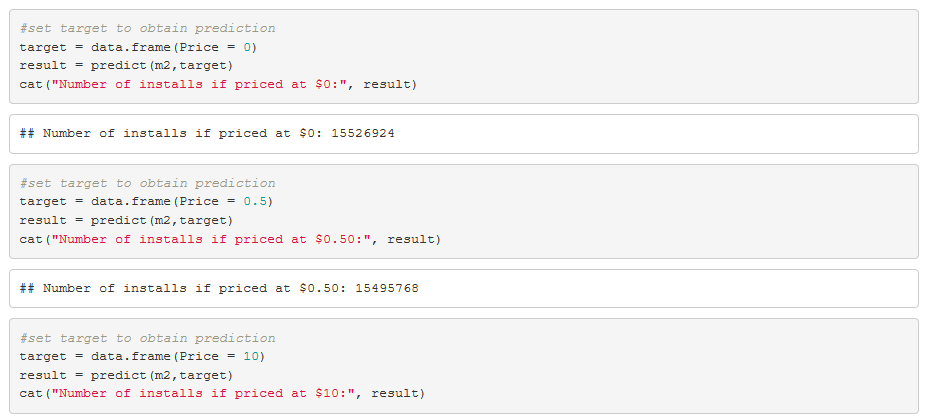 #set target to obtain prediction
target = data.frame(Price = 0)
result = predict(m2,target)
cat("Number of installs if priced at $0:", result)
## Number of installs if priced at $0: 15526924
#set target to obtain prediction
target = data.frame(Price = 0.5)
result = predict(m2,target)
cat("Number of installs if priced at $0.50:", result)
## Number of installs if priced at $0.50: 15495768
#set target to obtain prediction
target = data.frame(Price = 10)
result = predict(m2,target)
cat("Number of installs if priced at $10:", result)